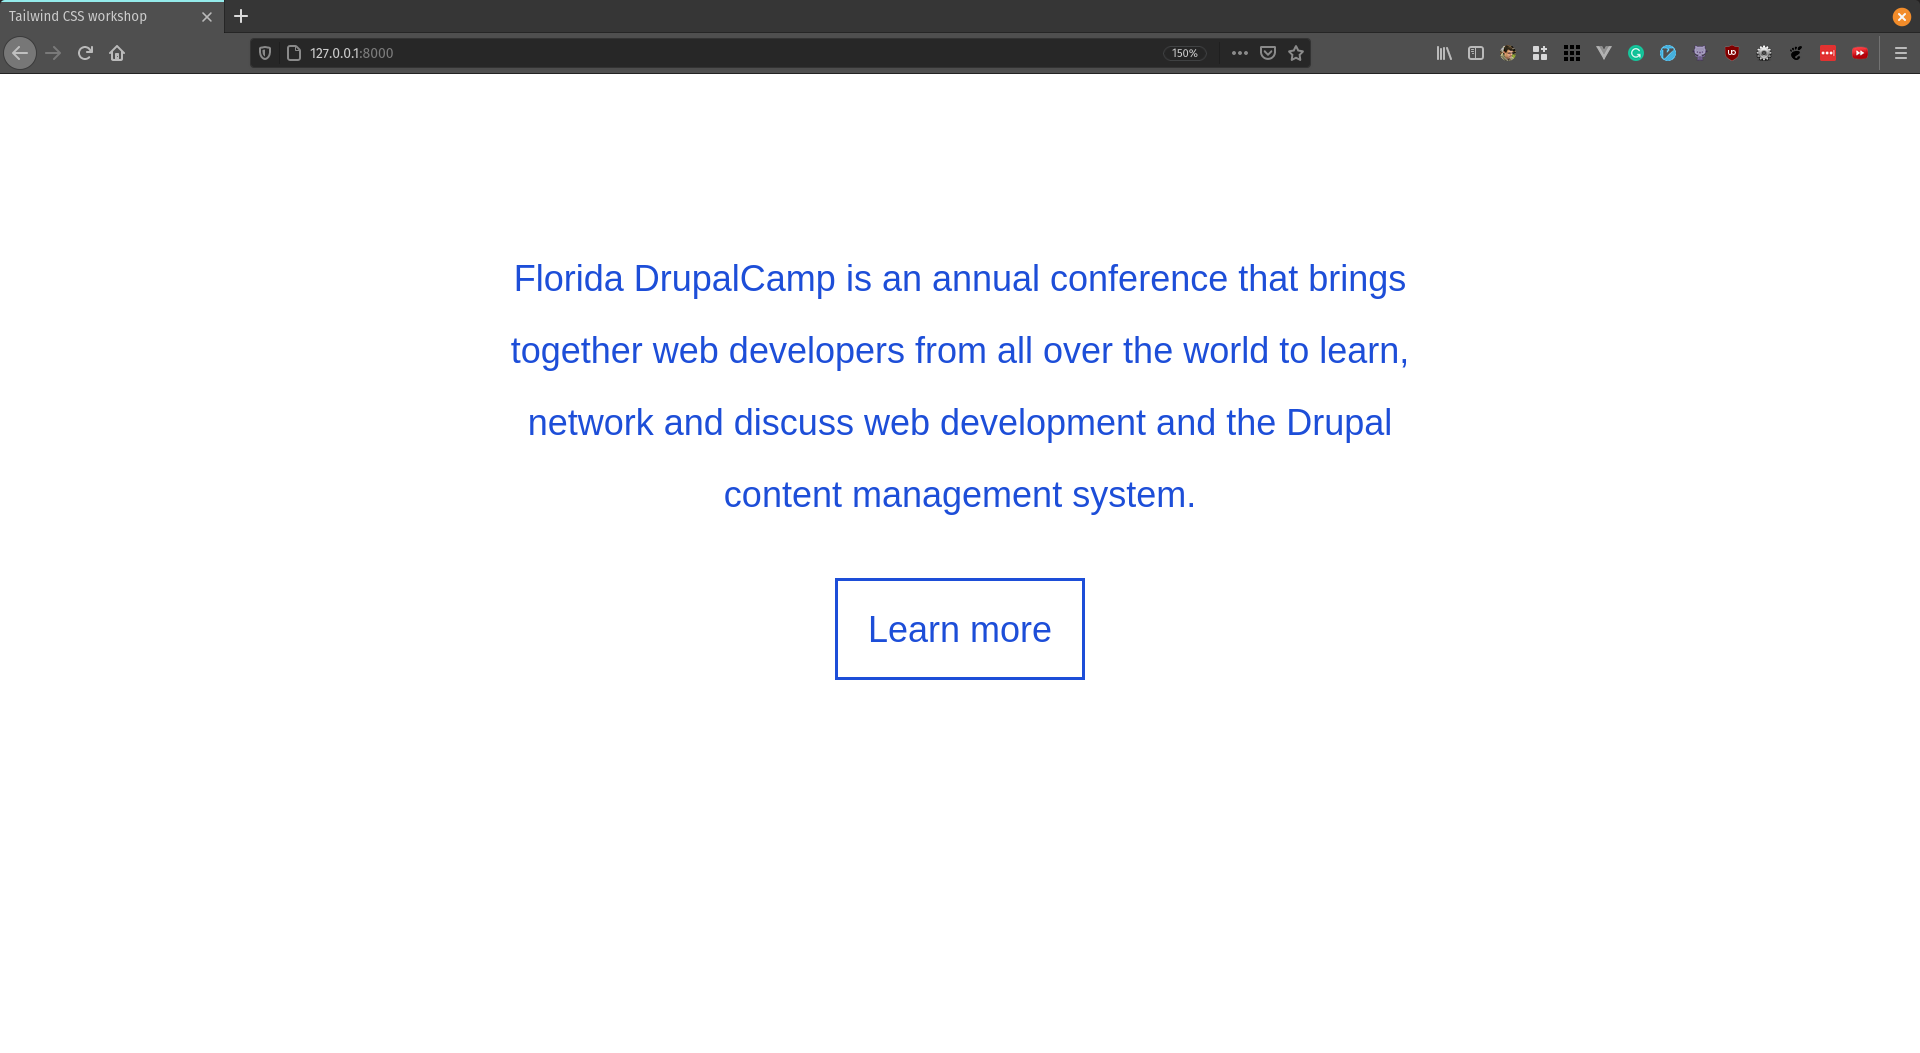 Tailwind CSS workshop
127.0.0.1:8000
150%
Florida DrupalCamp is an annual conference that brings
together web developers from all over the world to learn,
network and discuss web development and the Drupal
content management system.
Learn more